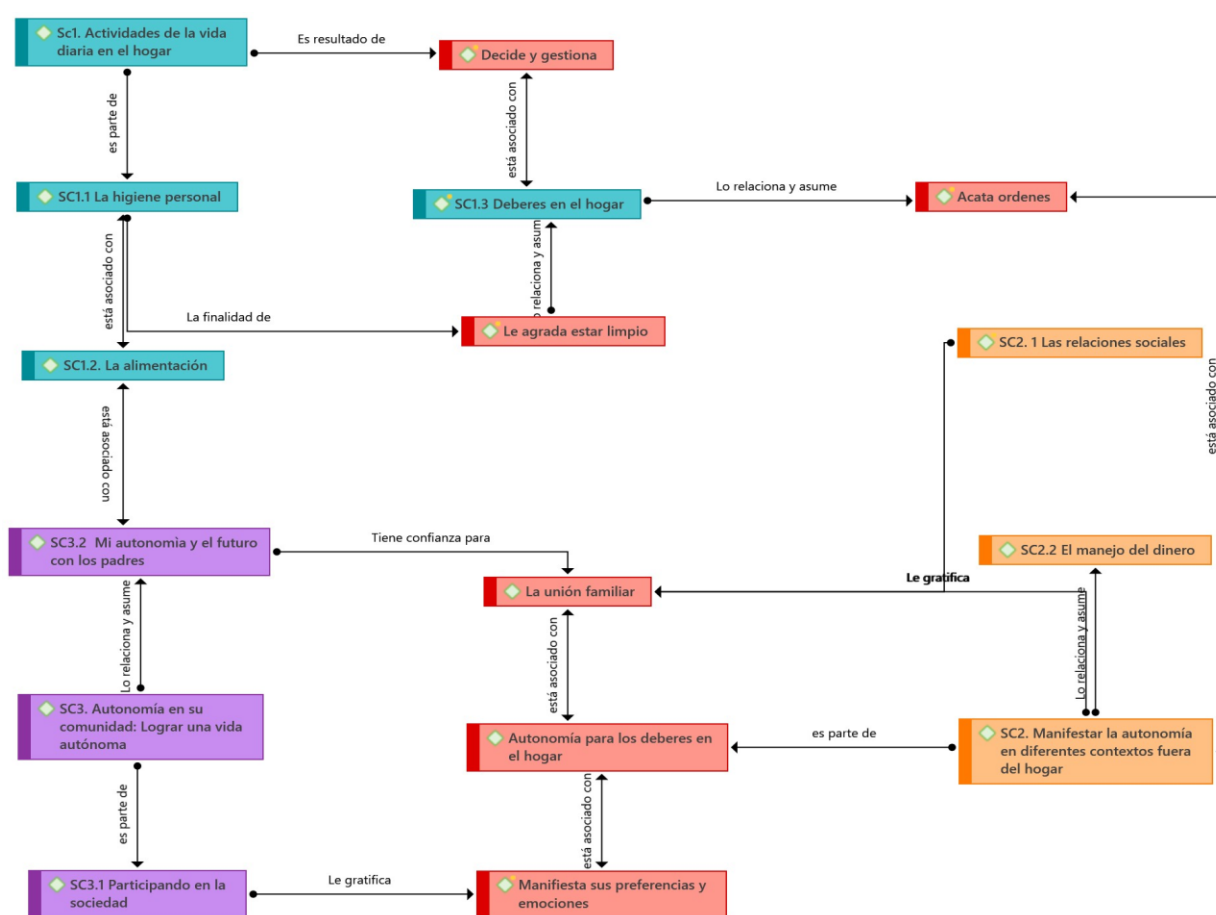 Sc1. Actividades de la vida
diaria en el hogar
Es resultado de
Decide y gestiona
es parte de
está asociado con
SC1.1 La higiene personal
SC1.3 Deberes en el hogar
Lo relaciona y asume
Acata ordenes
está asociado con
o relaciona y asum
La finalidad de
Le agrada estar limpio
SC2. 1 Las relaciones sociales
SC1.2. La alimentación
está asociado con
está asociado con
SC3.2 Mi autonomia y el futuro
con los padres
Tiene confianza para
SC2.2 El manejo del dinero
La unión familiar
Le gratifica
Lo relaciona y asume
está asociado con
Lo relaciona y asume
SC3. Autonomía en su
comunidad: Lograr una vida
autónoma
Autonomía para los deberes en
el hogar
es parte de
SC2. Manifestar la autonomía
en diferentes contextos fuera
del hogar
es parte de
está asociado con
SC3.1 Participando en la
sociedad
Le gratifica
Manifiesta sus preferencias y
emociones